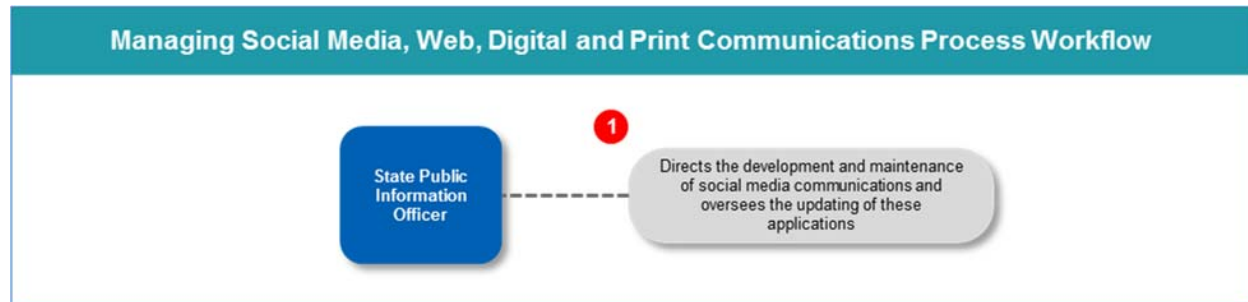 Managing Social Media, Web, Digital and Print Communications Process Workflow
1
State Public
Information
Officer
Directs the development and maintenance
of social media communications and
oversees the updating of these
applications